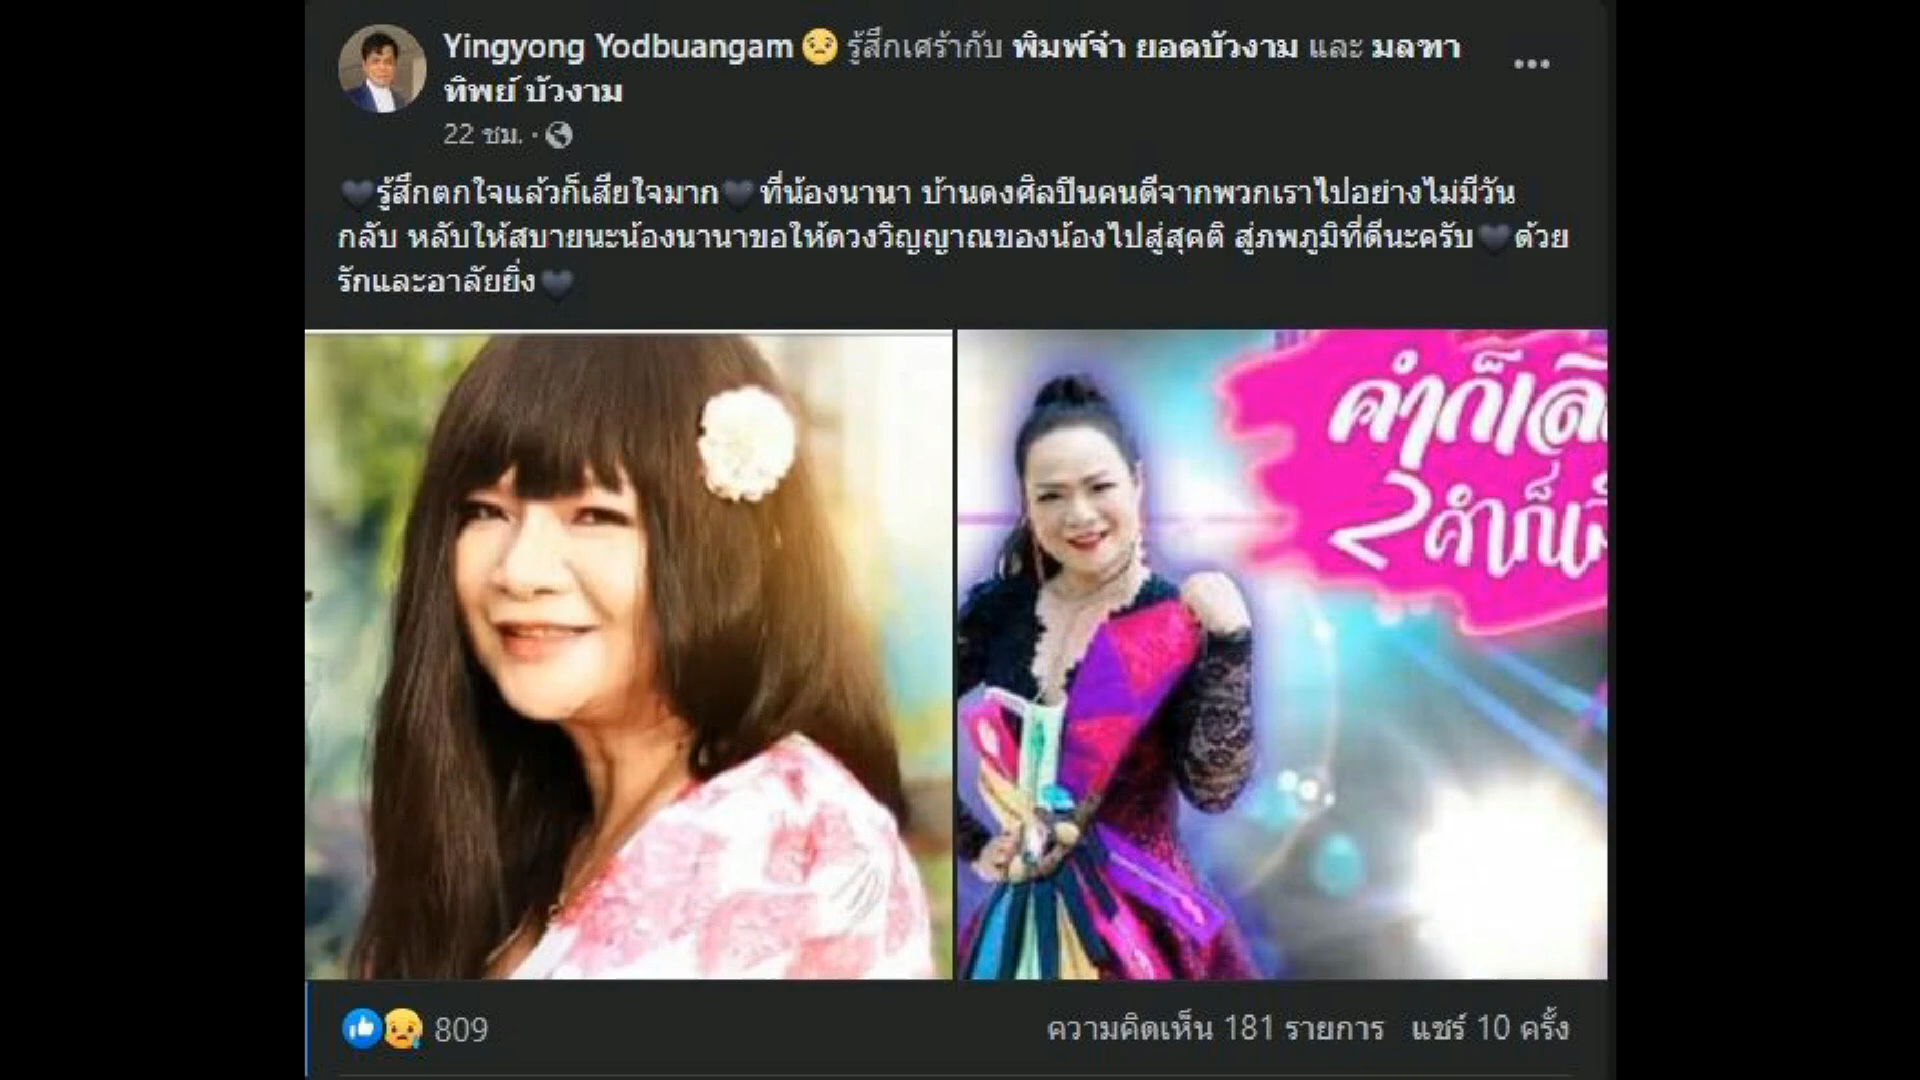 Yingyong Yodbuangam 😟 รู้สึกเศร้ากับ พิมพ์จ๋า ยอดบัวงาม และ มลฑา
ทิพย์ บัวงาม
22 ชม. ·
🖤รู้สึกตกใจแล้วก็เสียใจมาก🖤ที่น้องนานา บ้านดงศิลปินคนดีจากพวกเราไปอย่างไม่มีวัน
กลับ หลับให้สบายนะน้องนานาขอให้ดวงวิญญาณของน้องไปสู่สุคติ สู่ภพภูมิที่ดีนะครับ🖤ด้วย
รักและอาลัยยิ่ง🖤
809
ความคิดเห็น 181 รายการ แชร์ 10 ครั้ง